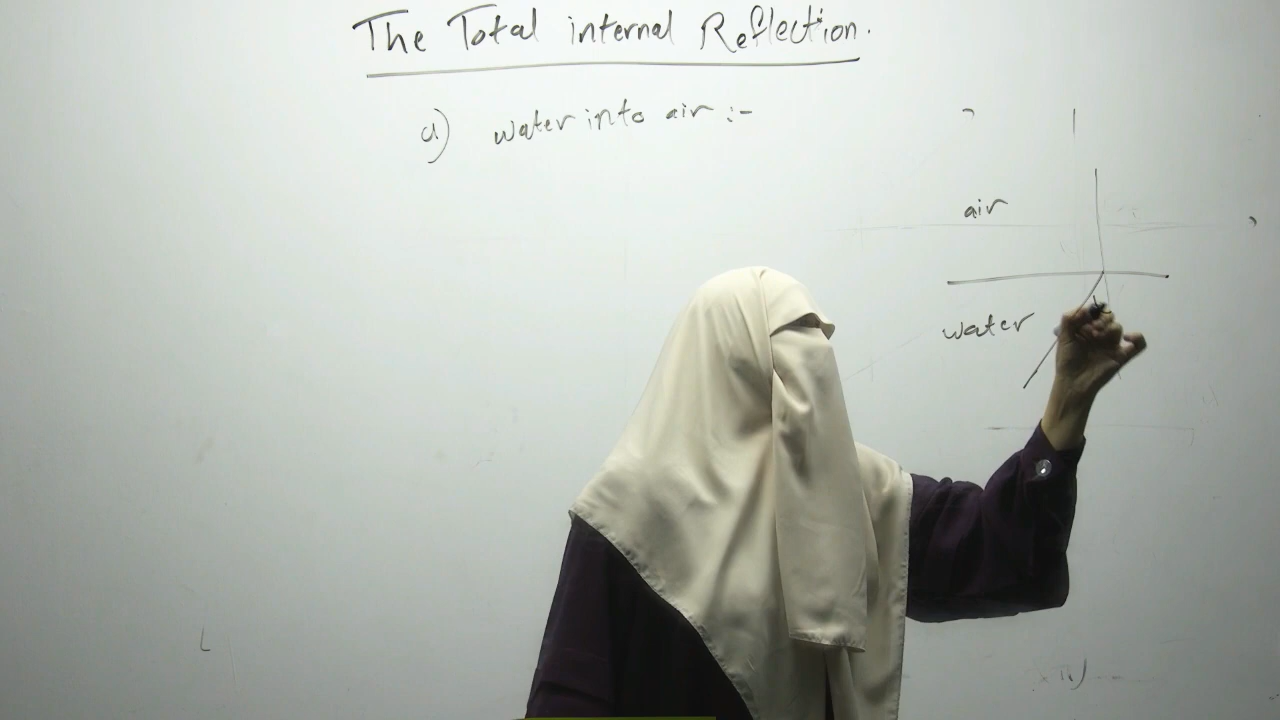 The Total internal Reflection.
a) water into air :-
air
water